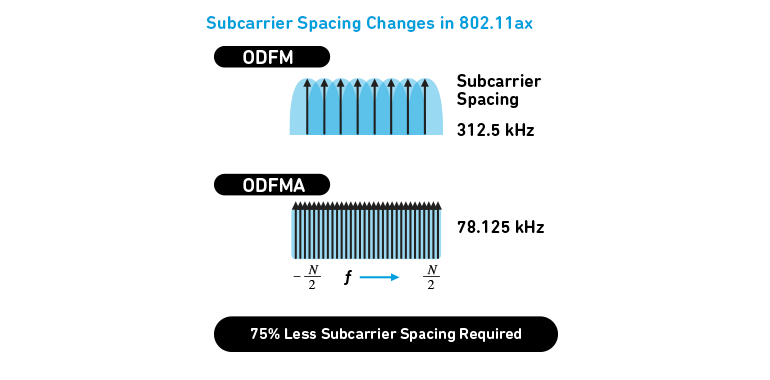 Subcarrier Spacing Changes in 802.11ax
ODFM
Subcarrier
Spacing
312.5 kHz
ODFMA
78.125 kHz
- N/2 f N/2
75% Less Subcarrier Spacing Required